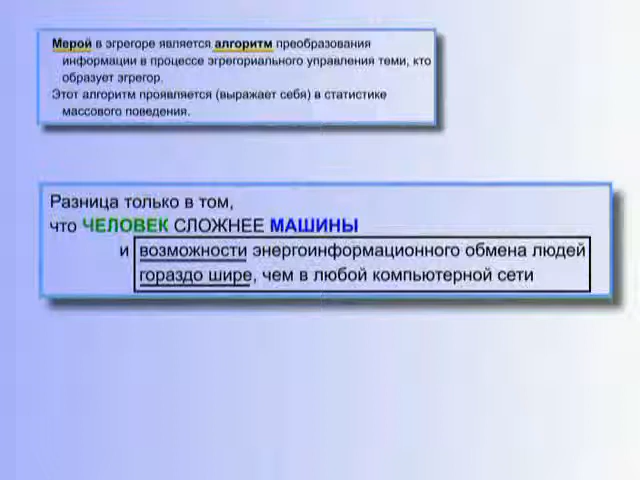 Мерой в эгрегоре является алгоритм преобразования
информации в процессе эгрегориального управления теми, кто
образует эгрегор.
Этот алгоритм проявляется (выражает себя) в статистике
массового поведения.
Разница только в том,
что ЧЕЛОВЕК СЛОЖНЕЕ МАШИНЫ
и возможности энергоинформационного обмена людей
гораздо шире, чем в любой компьютерной сети